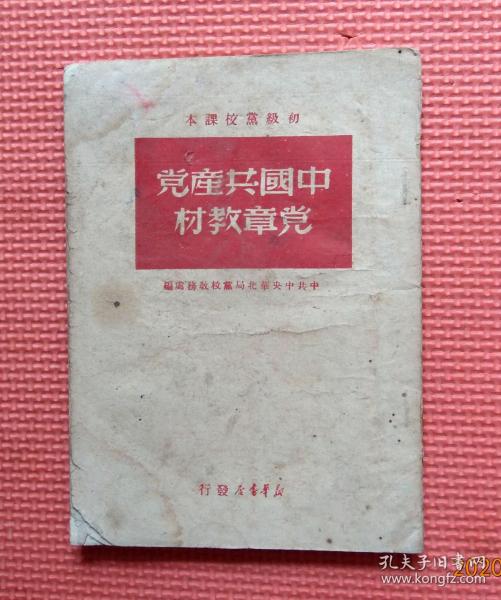 初級黨校課本
中國共産党
党章教材
中共中央華北局黨校教務處編
新華書店發行
2020
孔夫子旧书网
www.kongfz.com